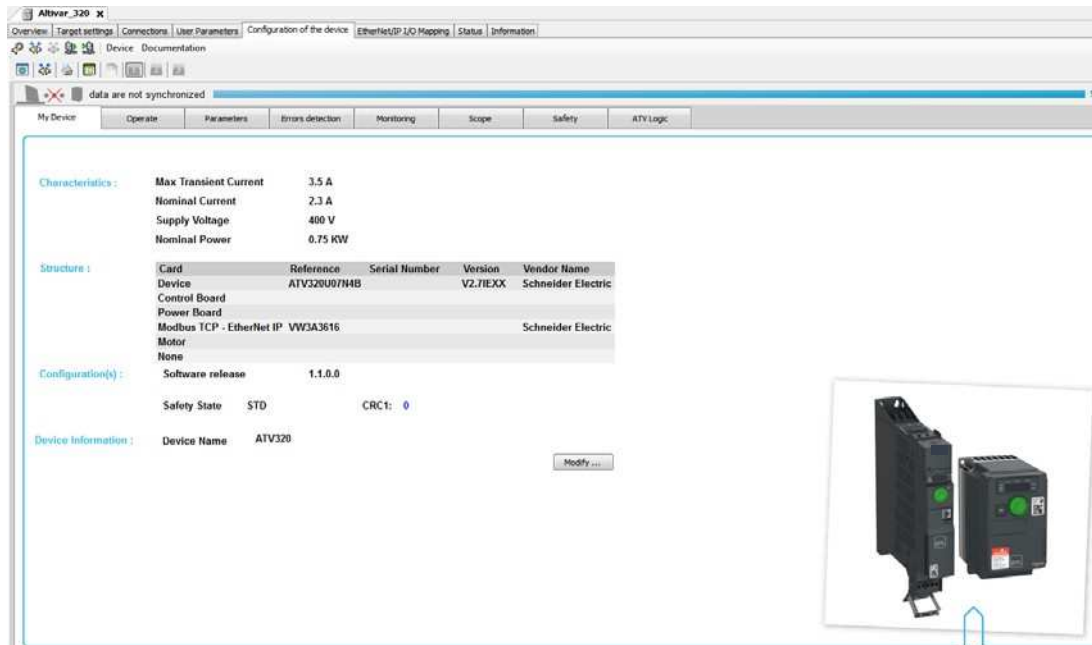 Altivar_320 x
Overview Target settings Connections User Parameters Configuration of the device EtherNet/IP I/O Mapping Status Information
Device Documentation
data are not synchronized
My Device Operate Parameters Errors detection Monitoring Scope Safety ATV Logic
Characteristics : Max Transient Current 3.5 A
Nominal Current 2.3 A
Supply Voltage 400 V
Nominal Power 0.75 KW
Structure : Card Reference Serial Number Version Vendor Name
Device ATV320U07N4B V2.7IEXX Schneider Electric
Control Board
Power Board
Modbus TCP - EtherNet IP VW3A3616 Schneider Electric
Motor
None
Configuration(s) : Software release 1.1.0.0
Safety State STD CRC1: 0
Device Information : Device Name ATV320
Modify ...